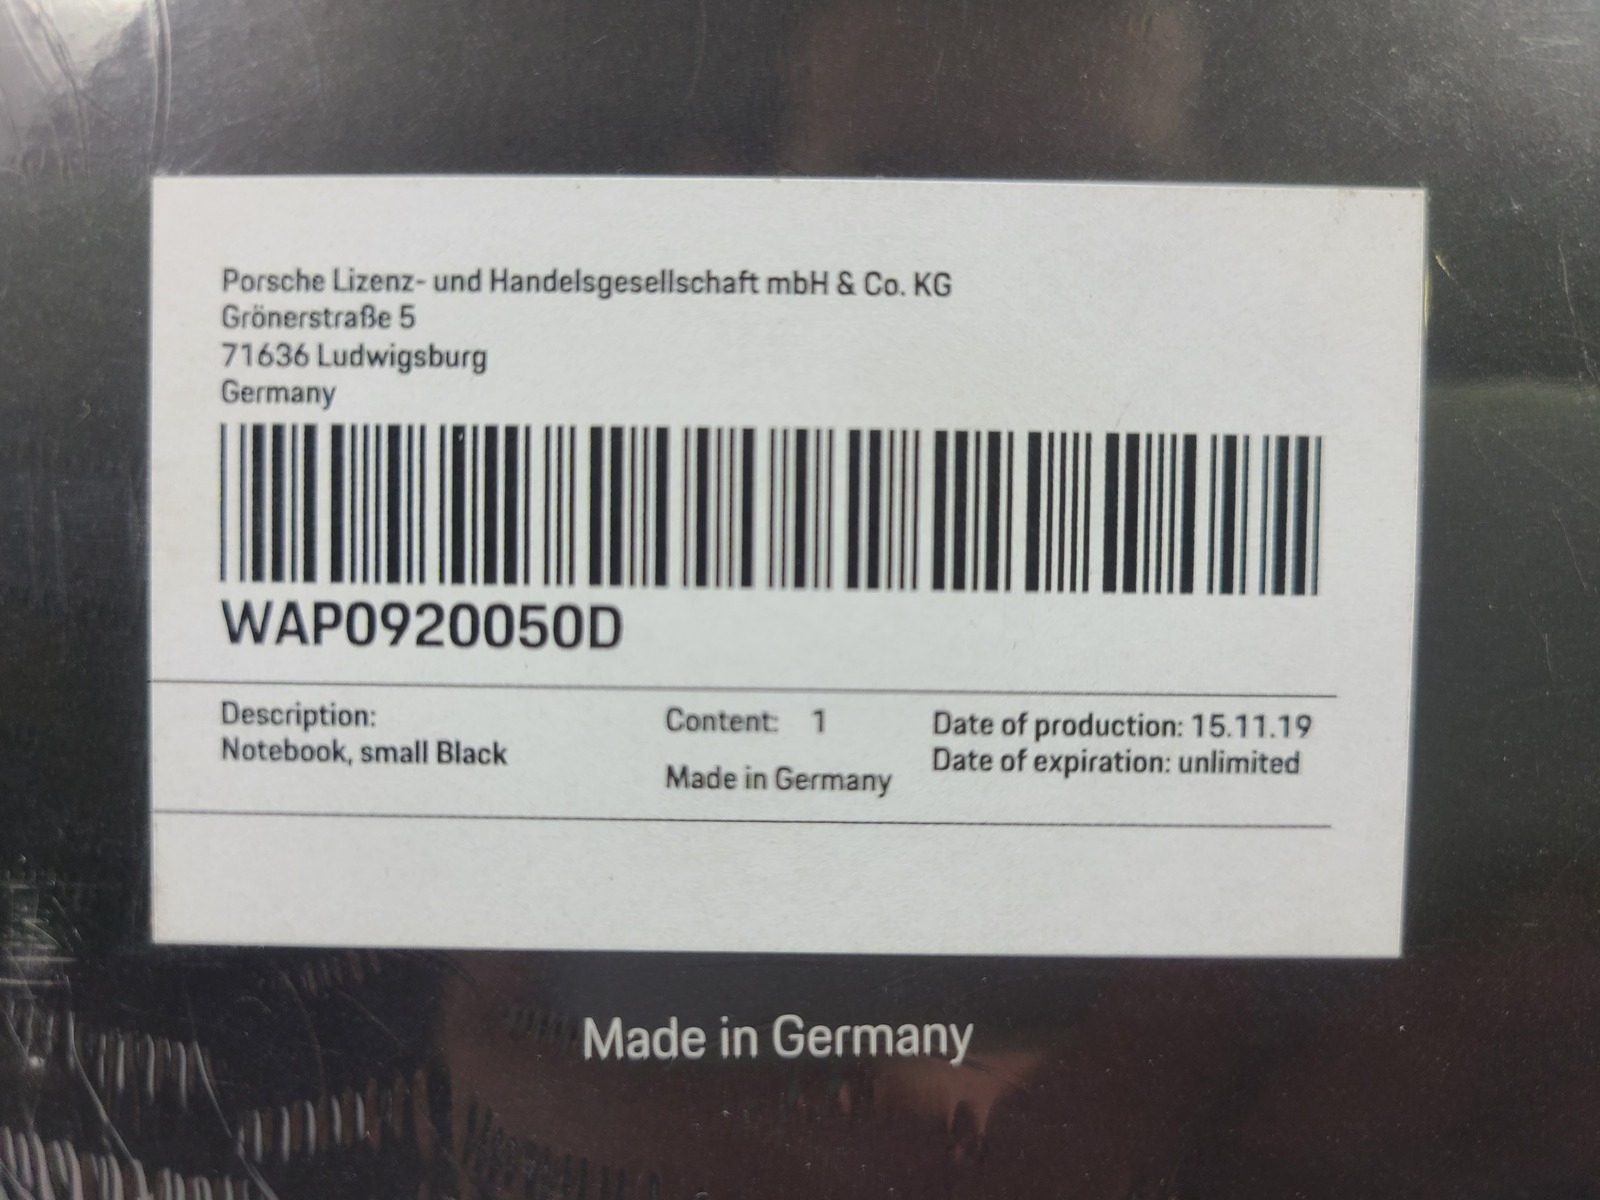 Porsche Lizenz- und Handelsgesellschaft mbH & Co. KG
Grönerstraße 5
71636 Ludwigsburg
Germany
WAP0920050D
Description:
Notebook, small Black
Content: 1
Made in Germany
Date of production: 15.11.19
Date of expiration: unlimited
Made in Germany